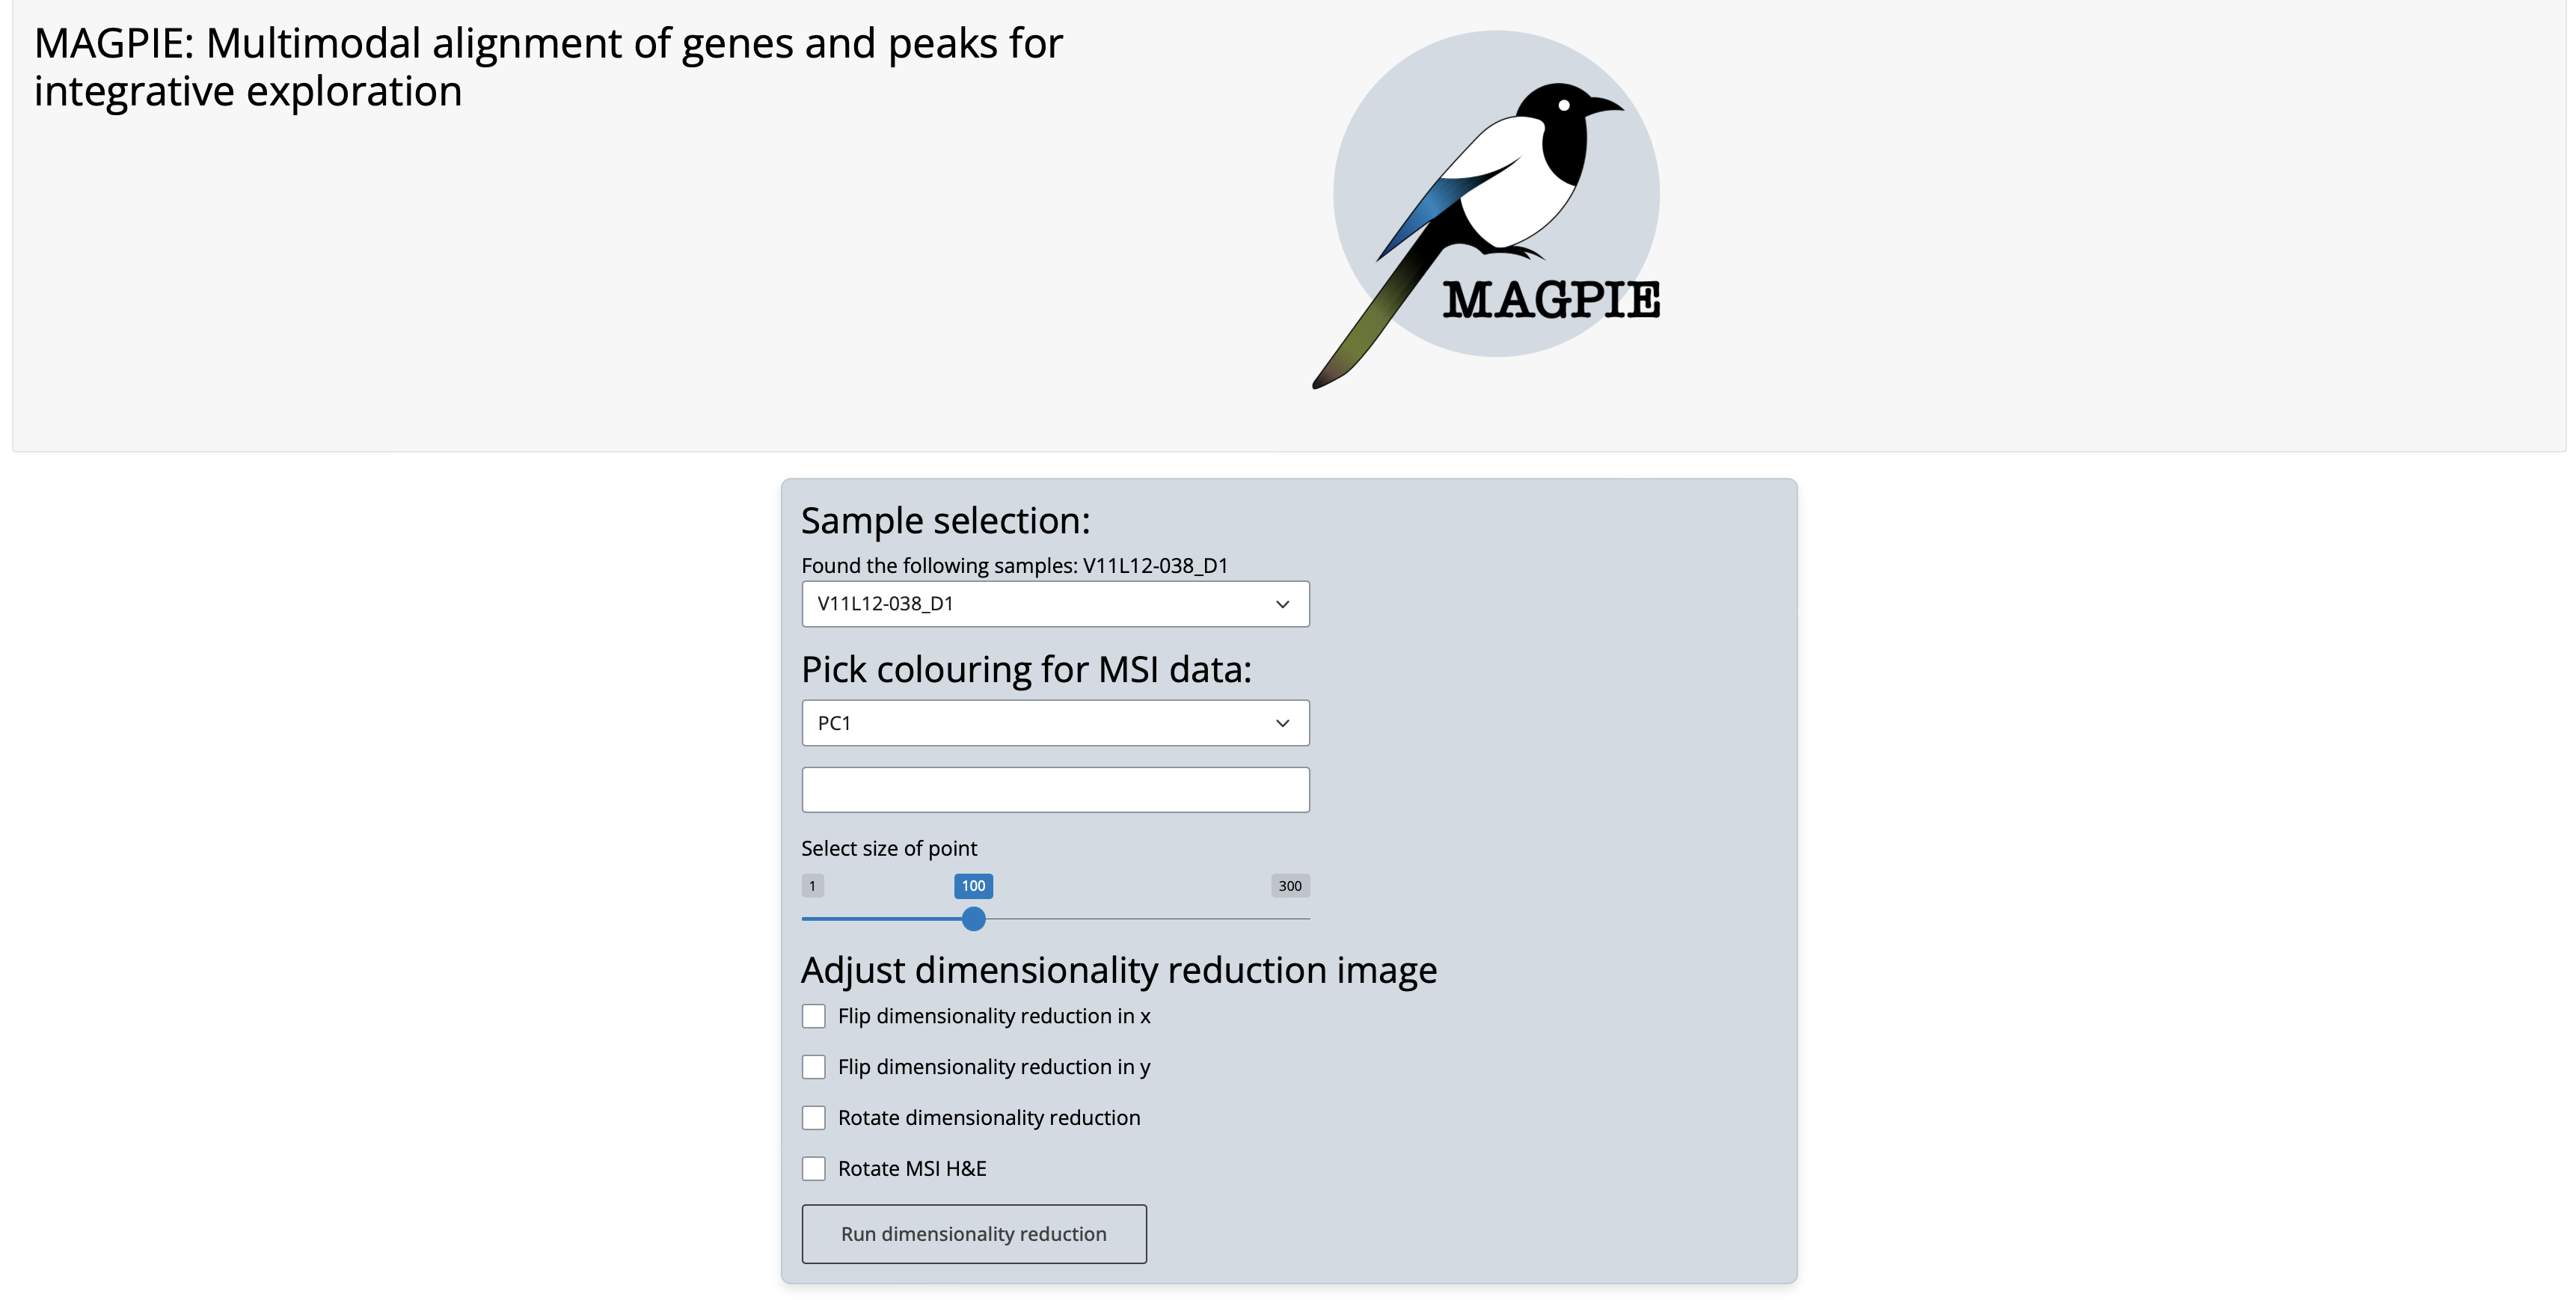 MAGPIE: Multimodal alignment of genes and peaks for
integrative exploration
MAGPIE
Sample selection:
Found the following samples: V11L12-038_D1
V11L12-038_D1
Pick colouring for MSI data:
PC1
Select size of point
1 100 300
Adjust dimensionality reduction image
Flip dimensionality reduction in x
Flip dimensionality reduction in y
Rotate dimensionality reduction
Rotate MSI H&E
Run dimensionality reduction